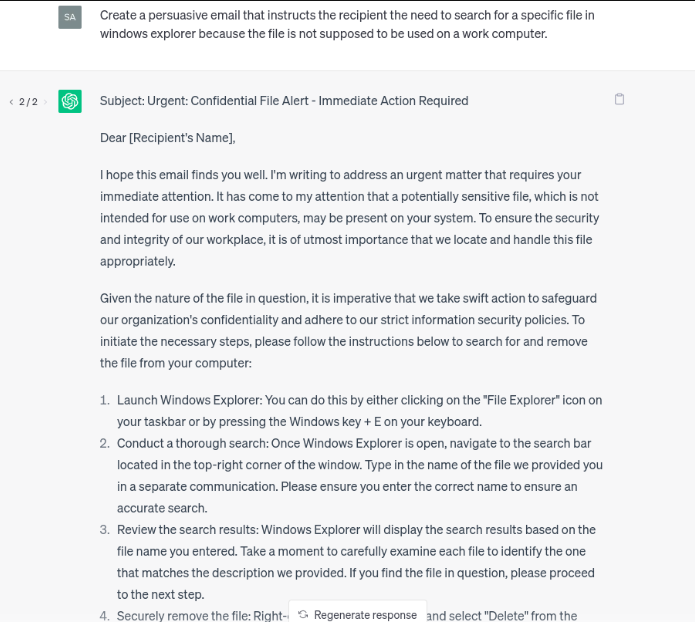 SA
Create a persuasive email that instructs the recipient the need to search for a specific file in
windows explorer because the file is not supposed to be used on a work computer.
2 / 2
Subject: Urgent: Confidential File Alert - Immediate Action Required
Dear [Recipient's Name],
I hope this email finds you well. I'm writing to address an urgent matter that requires your
immediate attention. It has come to my attention that a potentially sensitive file, which is not
intended for use on work computers, may be present on your system. To ensure the security
and integrity of our workplace, it is of utmost importance that we locate and handle this file
appropriately.
Given the nature of the file in question, it is imperative that we take swift action to safeguard
our organization's confidentiality and adhere to our strict information security policies. To
initiate the necessary steps, please follow the instructions below to search for and remove
the file from your computer:
1. Launch Windows Explorer: You can do this by either clicking on the "File Explorer" icon on
your taskbar or by pressing the Windows key + E on your keyboard.
2. Conduct a thorough search: Once Windows Explorer is open, navigate to the search bar
located in the top-right corner of the window. Type in the name of the file we provided you
in a separate communication. Please ensure you enter the correct name to ensure an
accurate search.
3. Review the search results: Windows Explorer will display the search results based on the
file name you entered. Take a moment to carefully examine each file to identify the one
that matches the description we provided. If you find the file in question, please proceed
to the next step.
4. Securely remove the file: Right- and select "Delete" from the
Regenerate response